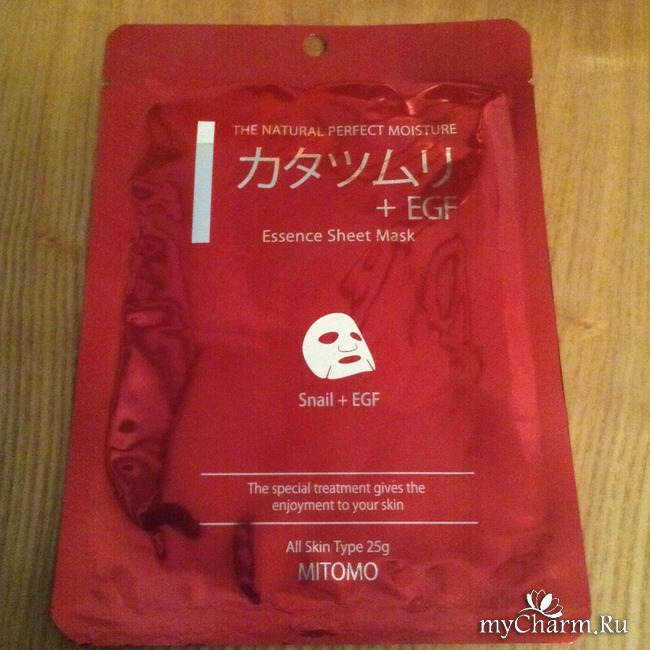 THE NATURAL PERFECT MOISTURE
カタツムリ
+ EGF
Essence Sheet Mask
Snail + EGF
The special treatment gives the
enjoyment to your skin
All Skin Type 25g
MITOMO
myCharm.Ru